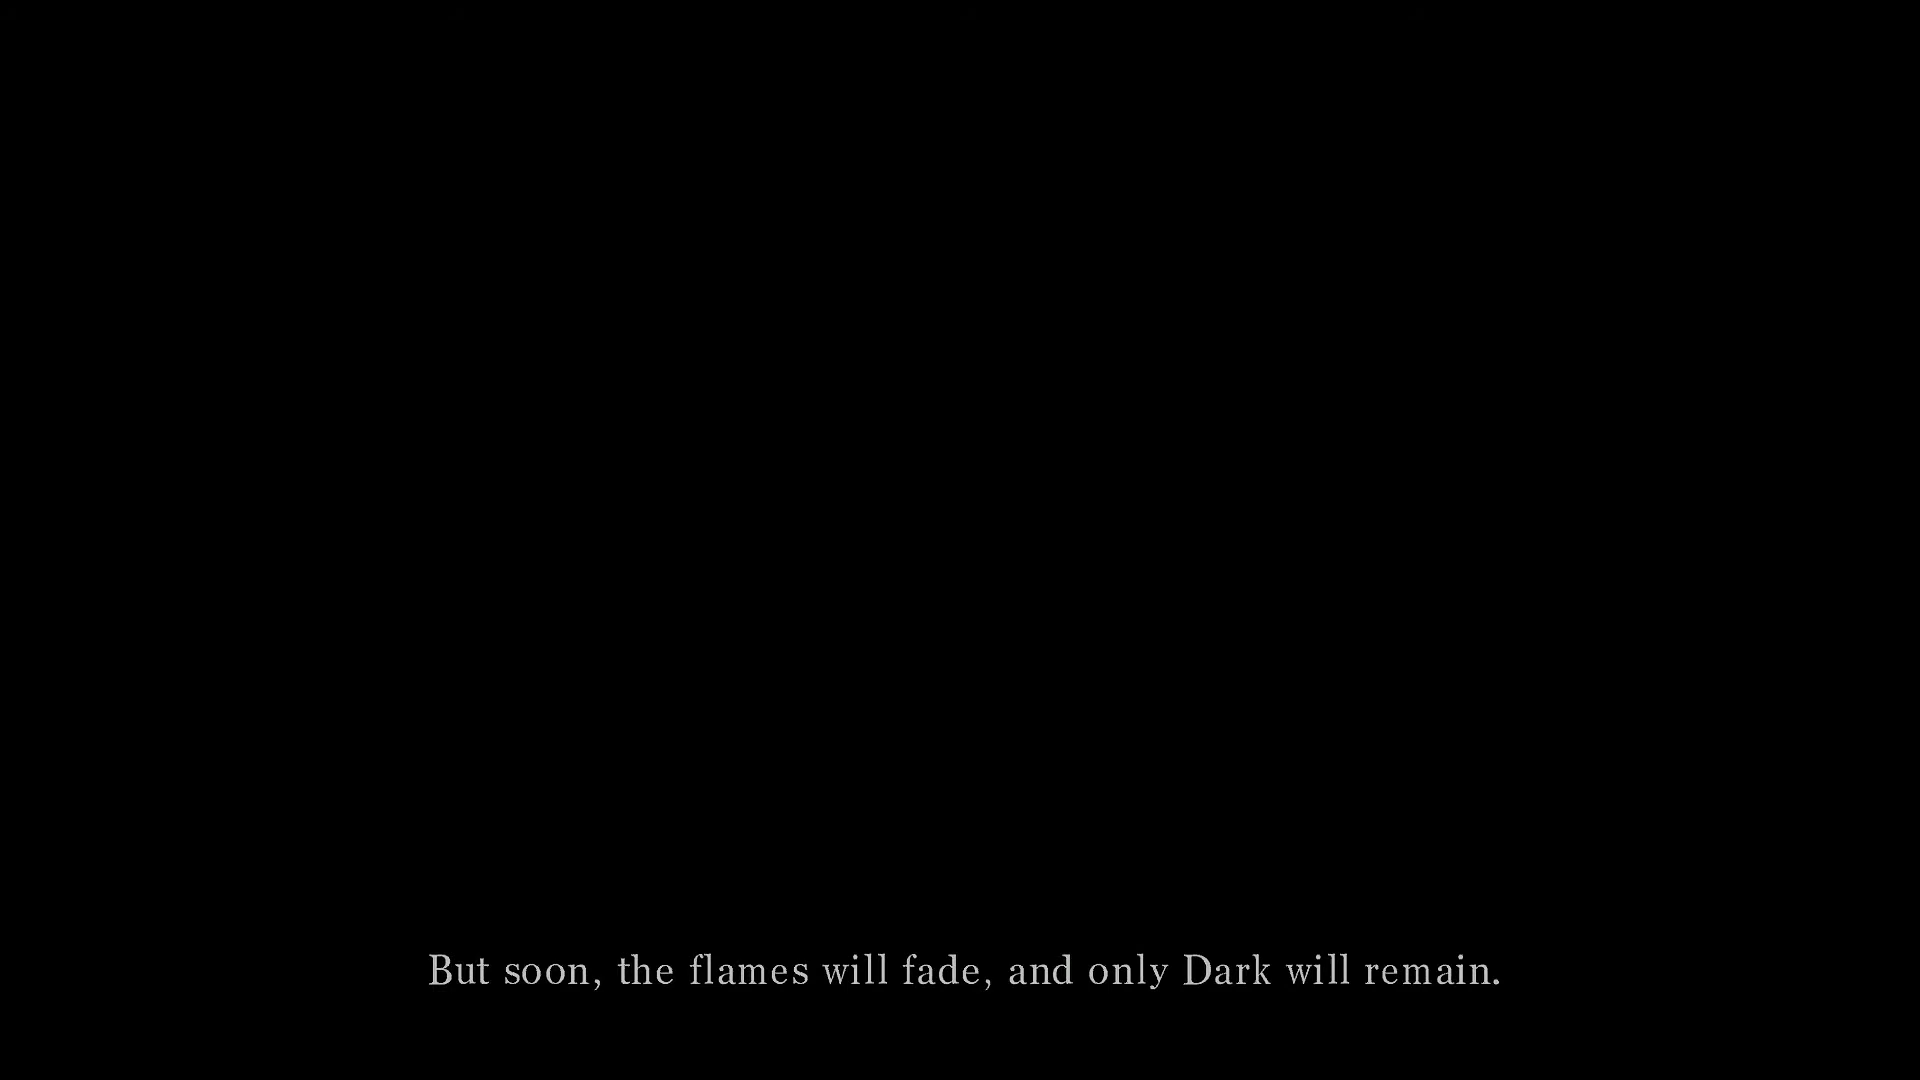 But soon, the flames will fade, and only Dark will remain.